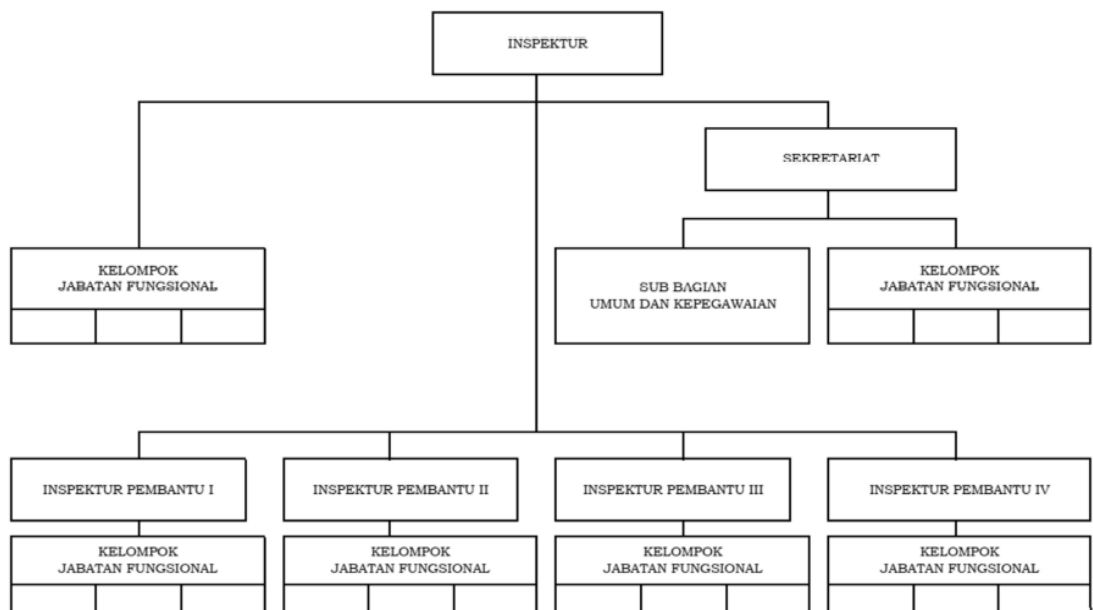 INSPEKTUR
SEKRETARIAT
KELOMPOK
JABATAN FUNGSIONAL
SUB BAGIAN
UMUM DAN KEPEGAWAIAN
KELOMPOK
JABATAN FUNGSIONAL
INSPEKTUR PEMBANTU I
INSPEKTUR PEMBANTU II
INSPEKTUR PEMBANTU III
INSPEKTUR PEMBANTU IV
KELOMPOK
JABATAN FUNGSIONAL
KELOMPOK
JABATAN FUNGSIONAL
KELOMPOK
JABATAN FUNGSIONAL
KELOMPOK
JABATAN FUNGSIONAL